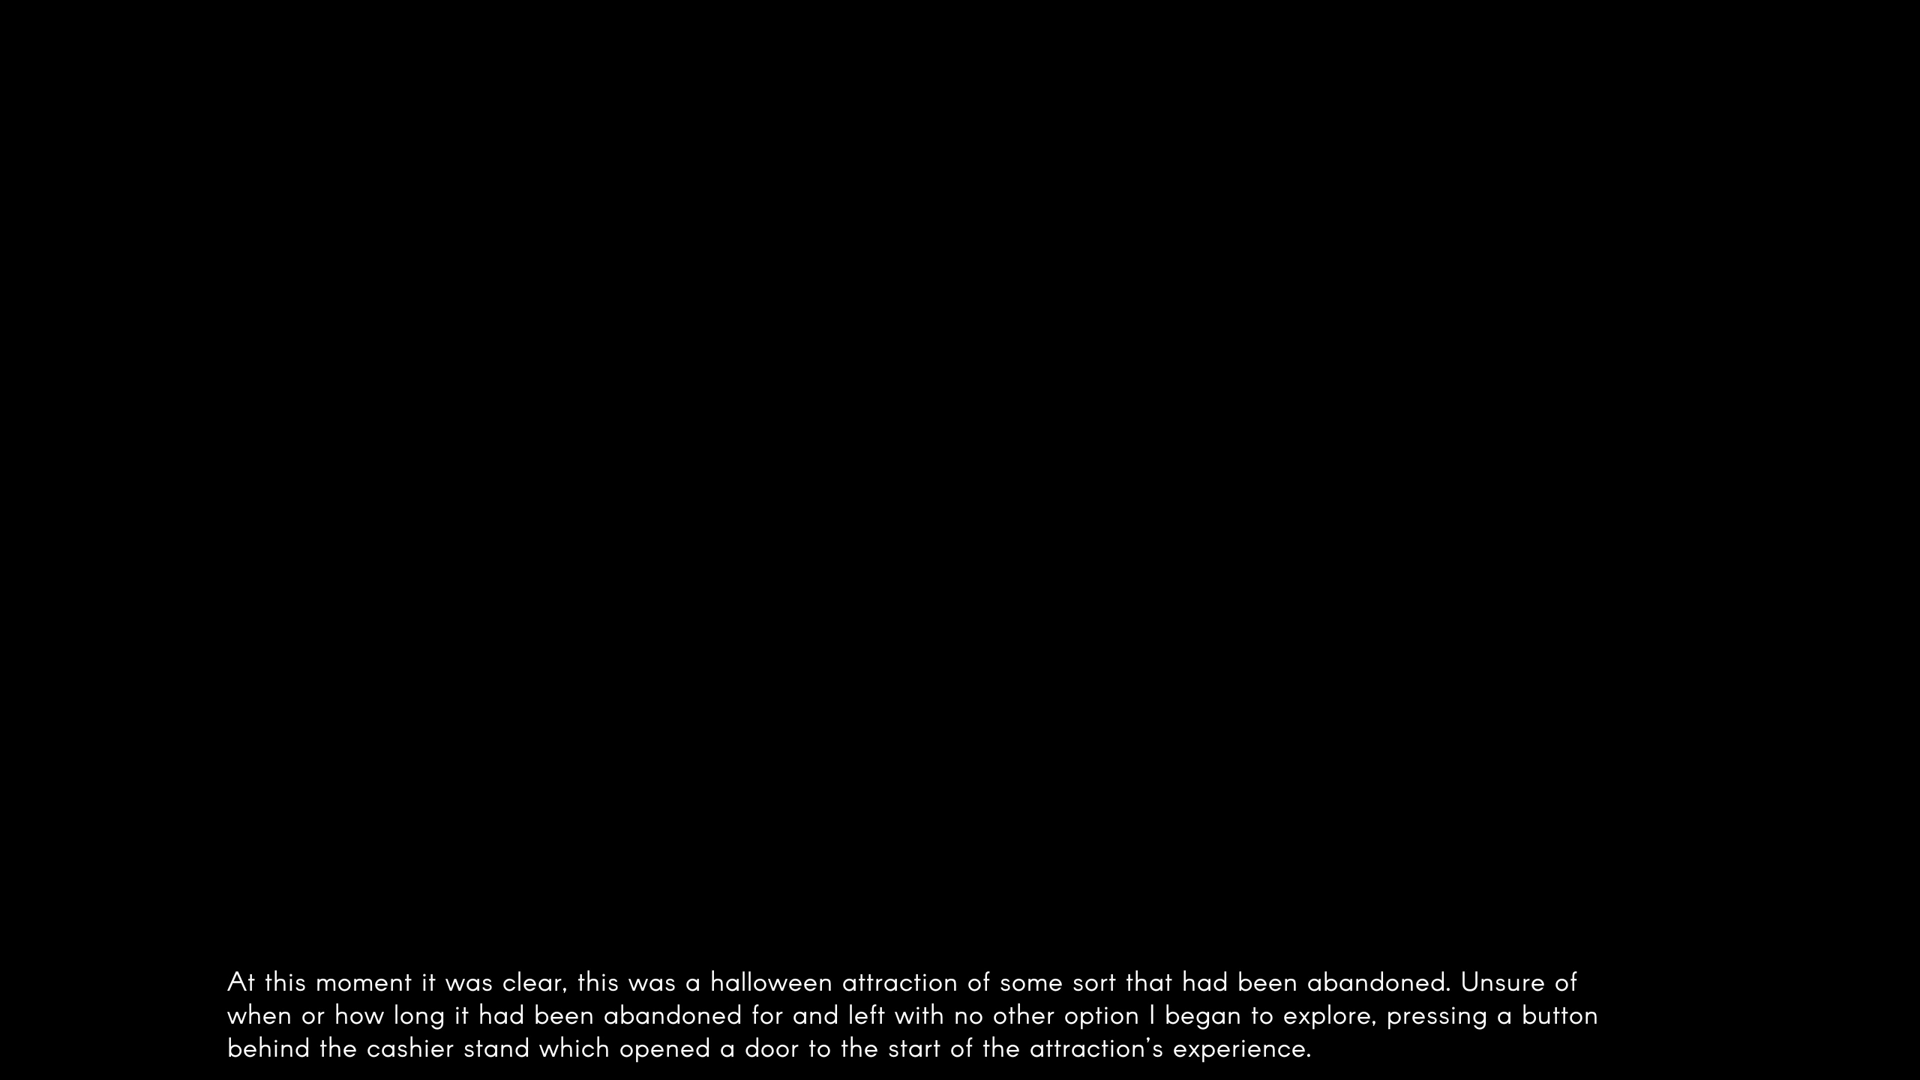 At this moment it was clear, this was a halloween attraction of some sort that had been abandoned. Unsure of
when or how long it had been abandoned for and left with no other option I began to explore, pressing a button
behind the cashier stand which opened a door to the start of the attraction’s experience.